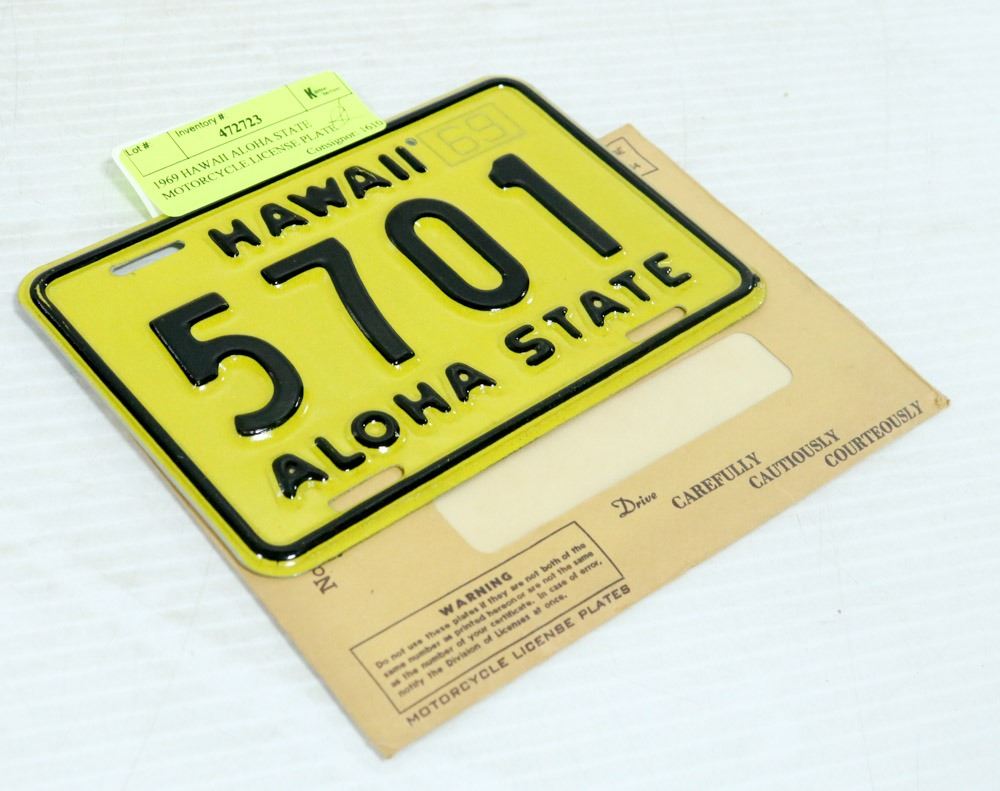 Lot #
Inventory #
472723
1969 HAWAII ALOHA STATE
MOTORCYCLE LICENSE PLATE
Consignor 1616
HAWAII
69
5701
ALOHA STATE
No.
Drive CAREFULLY
CAUTIOUSLY
COURTEOUSLY
WARNING
Do not use these plates if they are not both of the
same number as printed hereon or are not the same
as the number of your certificate. In case of error,
notify the Division of Licenses at once.
MOTORCYCLE LICENSE PLATES